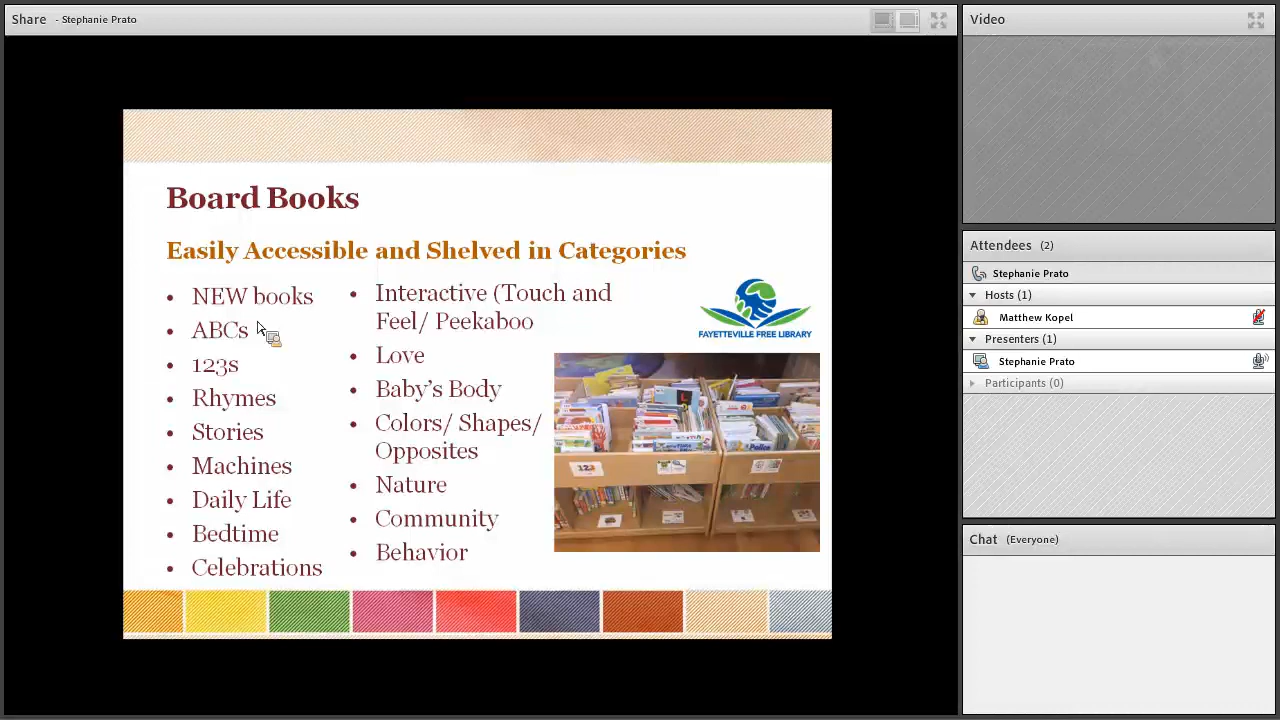 Share - Stephanie Prato
Board Books
Easily Accessible and Shelved in Categories
• NEW books
• ABCs
• 123s
• Rhymes
• Stories
• Machines
• Daily Life
• Bedtime
• Celebrations
• Interactive (Touch and
Feel/ Peekaboo
• Love
• Baby’s Body
• Colors/ Shapes/
Opposites
• Nature
• Community
• Behavior
FAYETTEVILLE FREE LIBRARY
123
Video
Attendees (2)
Stephanie Prato
Hosts (1)
Matthew Kopel
Presenters (1)
Stephanie Prato
Participants (0)
Chat (Everyone)